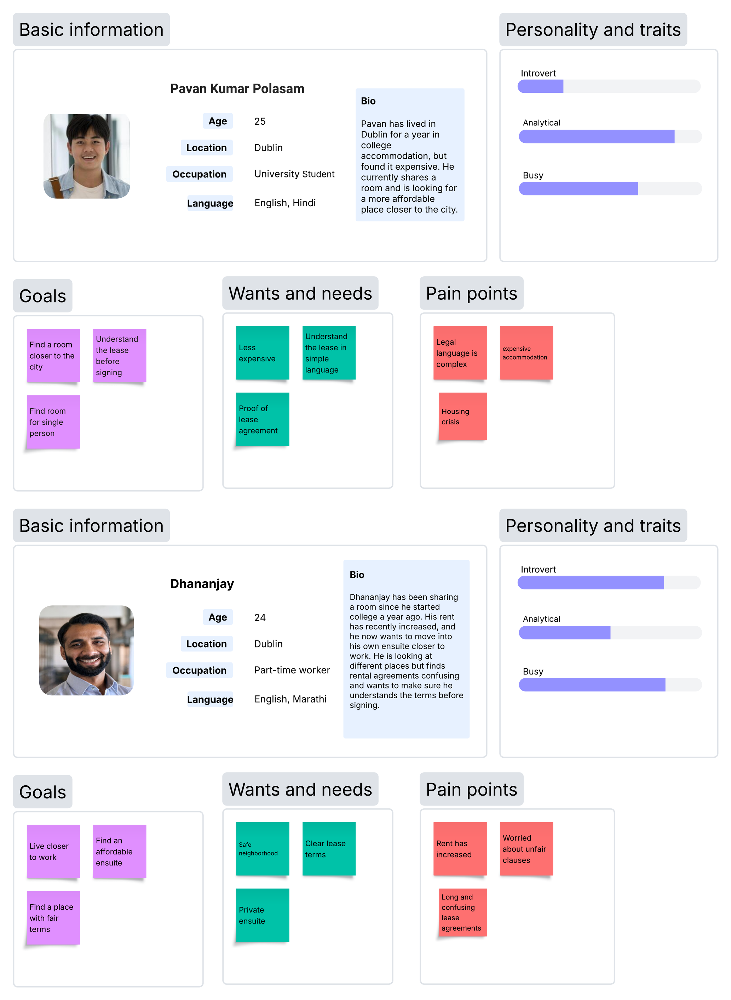 Basic information
Personality and traits
Pavan Kumar Polasam
Age
25
Location
Dublin
Occupation
University Student
Language
English, Hindi
Bio
Pavan has lived in
Dublin for a year in
college
accommodation, but
found it expensive. He
currently shares a
room and is looking for
a more affordable
place closer to the city.
Introvert
Analytical
Busy
Goals
Find a room
closer to the
city
Understand
the lease
before
signing
Find room
for single
person
Wants and needs
Less
expensive
Understand
the lease in
simple
language
Proof of
lease
agreement
Pain points
Legal
language is
complex
expensive
accommodation
Housing
crisis
Basic information
Personality and traits
Dhananjay
Age
24
Location
Dublin
Occupation
Part-time worker
Language
English, Marathi
Bio
Dhananjay has been sharing
a room since he started
college a year ago. His rent
has recently increased, and
he now wants to move into
his own ensuite closer to
work. He is looking at
different places but finds
rental agreements confusing
and wants to make sure he
understands the terms before
signing.
Introvert
Analytical
Busy
Goals
Live closer
to work
Find an
affordable
ensuite
Find a place
with fair
terms
Wants and needs
Safe
neighborhood
Clear lease
terms
Private
ensuite
Pain points
Rent has
increased
Worried
about unfair
clauses
Long and
confusing
lease
agreements